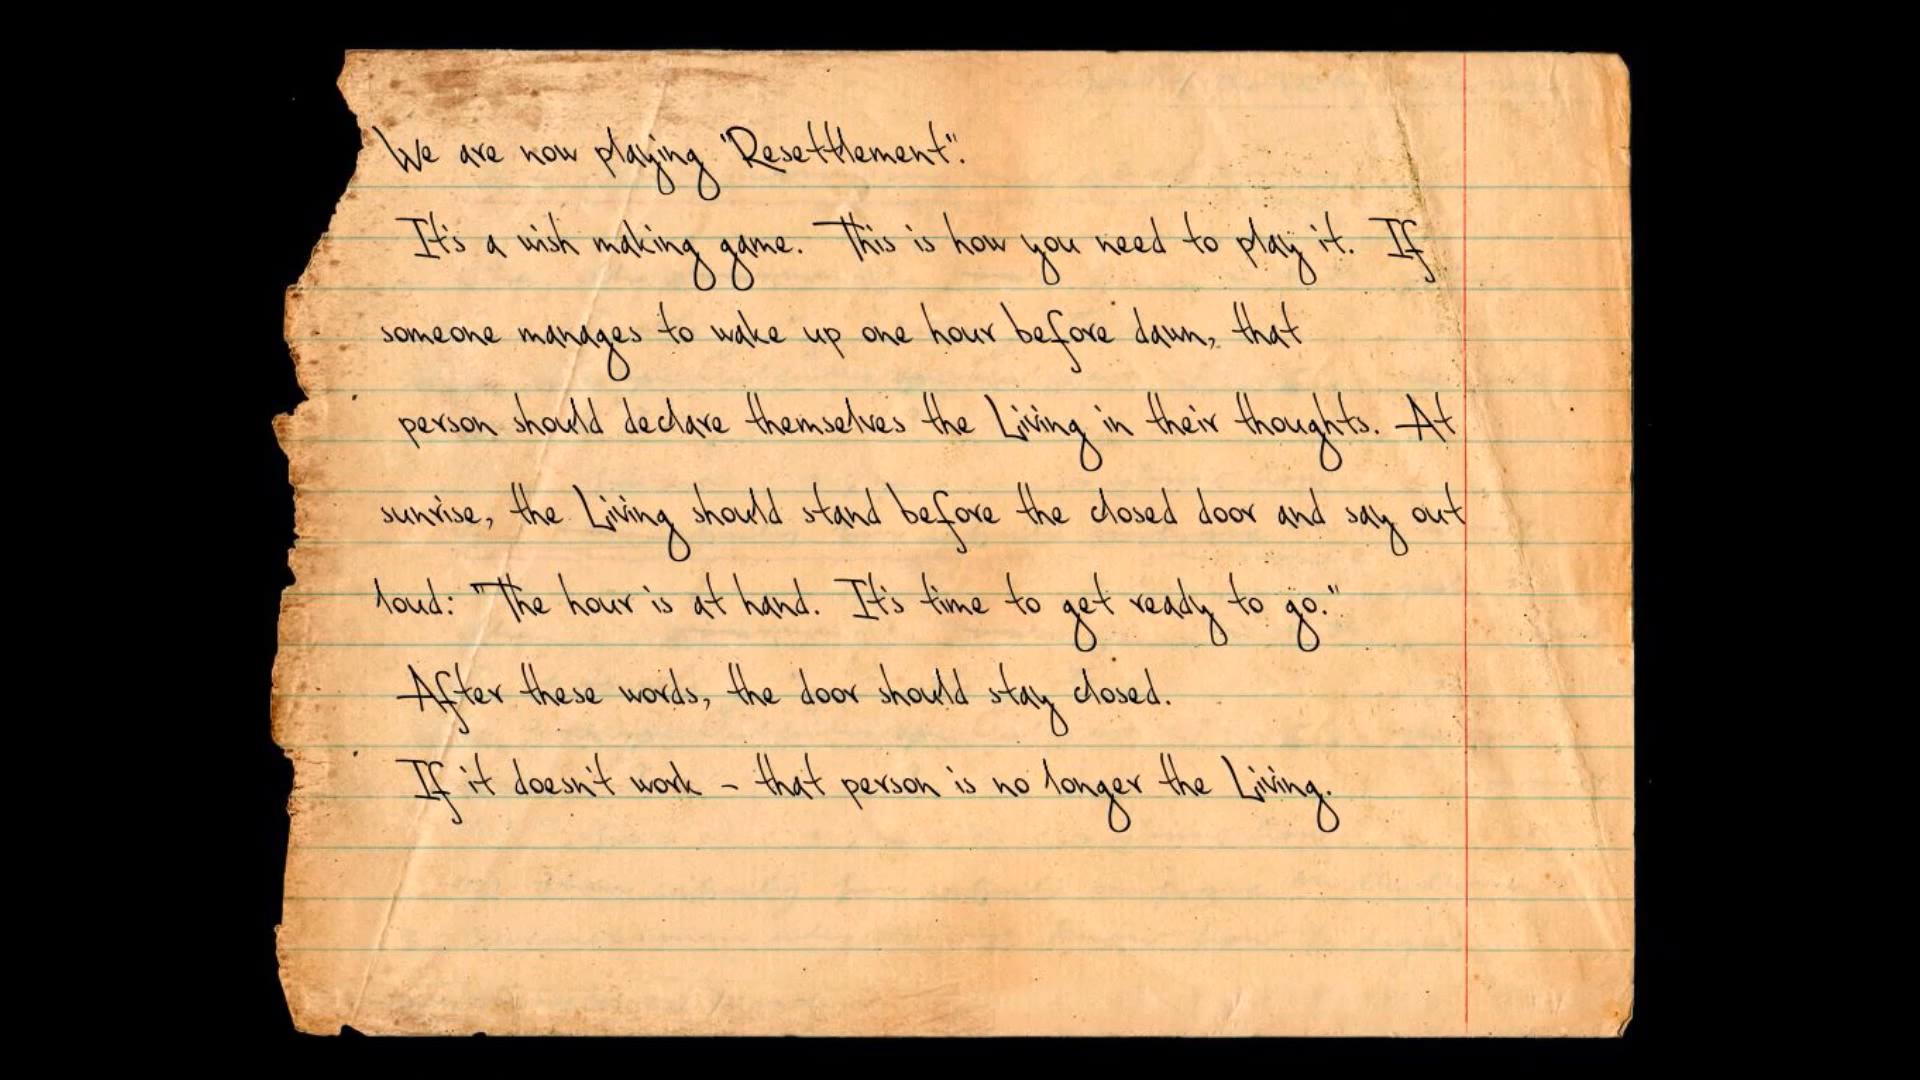 We are now playing "Resettlement".
It's a wish making game. This is how you need to play it. If
someone manages to wake up one hour before dawn, that
person should declare themselves the Living in their thoughts. At
sunrise, the Living should stand before the closed door and say out
loud: "The hour is at hand. It's time to get ready to go."
After these words, the door should stay closed.
If it doesn't work - that person is no longer the Living.